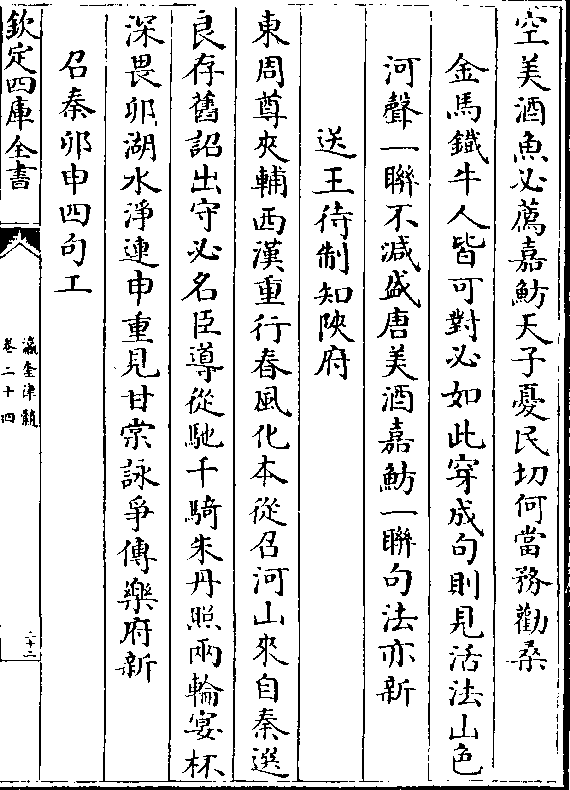 空美酒魚必薦嘉魴天子憂民切何當務勸桑
金馬鐵牛人皆可對必如此穿成句則見活法山色
河聲一聯不減盛唐美酒嘉魴一聯句法亦新
送王待制知陜府
東周尊夾輔西漢重行春風化本從召河山來自秦選
良存舊詔出守必名臣導從馳千騎朱丹照兩輪宴杯
深畏卯湖水淨連申重見甘棠詠爭傳樂府新
召秦卯申四句工
欽定四庫全書
瀛奎律髓
卷二十四
二十三